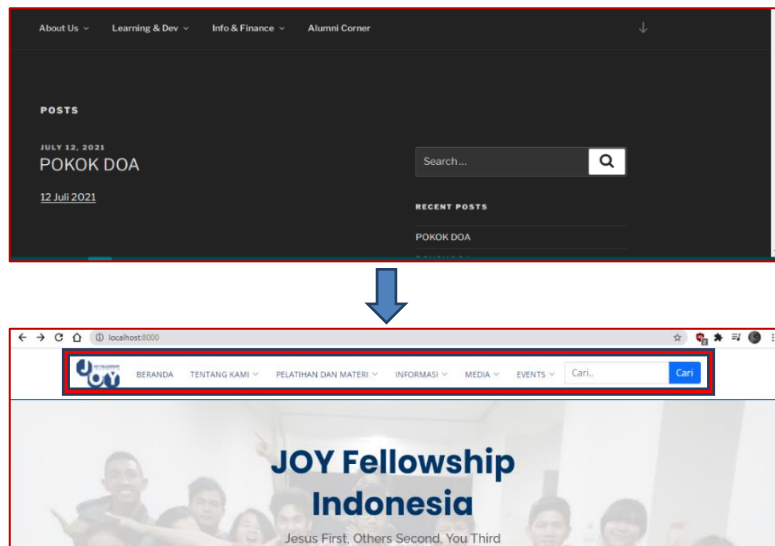 About Us Learning & Dev Info & Finance Alumni Corner
POSTS
JULY 12, 2021
POKOK DOA
12 Juli 2021
Search...
RECENT POSTS
POKOK DOA
localhost:8000
JOY BERANDA TENTANG KAMI PELATIHAN DAN MATERI INFORMASI MEDIA EVENTS Cari.. Cari
JOY Fellowship
Indonesia
Jesus First, Others Second, You Third